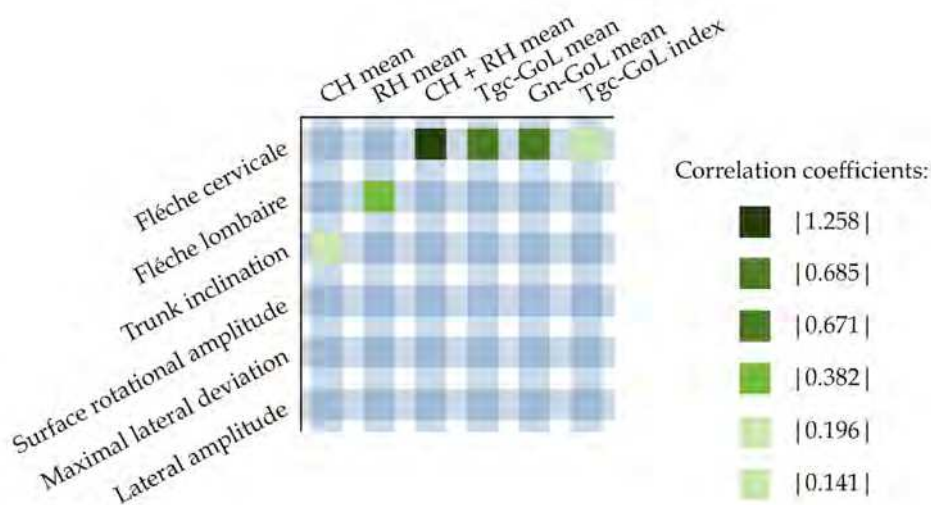 CH mean
RH mean
CH + RH mean
Tgc-GoL mean
Gn-GoL mean
Tgc-GoL index
Fléche cervicale
Fléche lombaire
Trunk inclination
Surface rotational amplitude
Maximal lateral deviation
Lateral amplitude
Correlation coefficients:
|1.258|
|0.685|
|0.671|
|0.382|
|0.196|
|0.141|